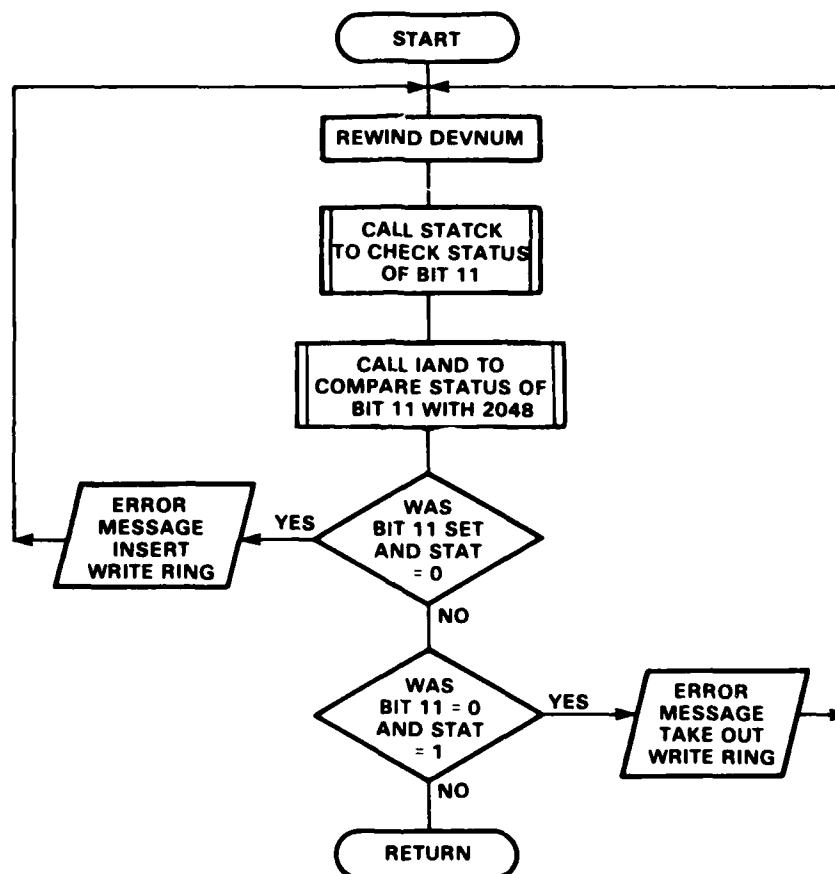 START
REWIND DEVNUM
CALL STATCK
TO CHECK STATUS
OF BIT 11
CALL IAND TO
COMPARE STATUS OF
BIT 11 WITH 2048
WAS
BIT 11 SET
AND STAT
= 0
YES
ERROR
MESSAGE
INSERT
WRITE RING
NO
WAS
BIT 11 = 0
AND STAT
= 1
YES
ERROR
MESSAGE
TAKE OUT
WRITE RING
NO
RETURN